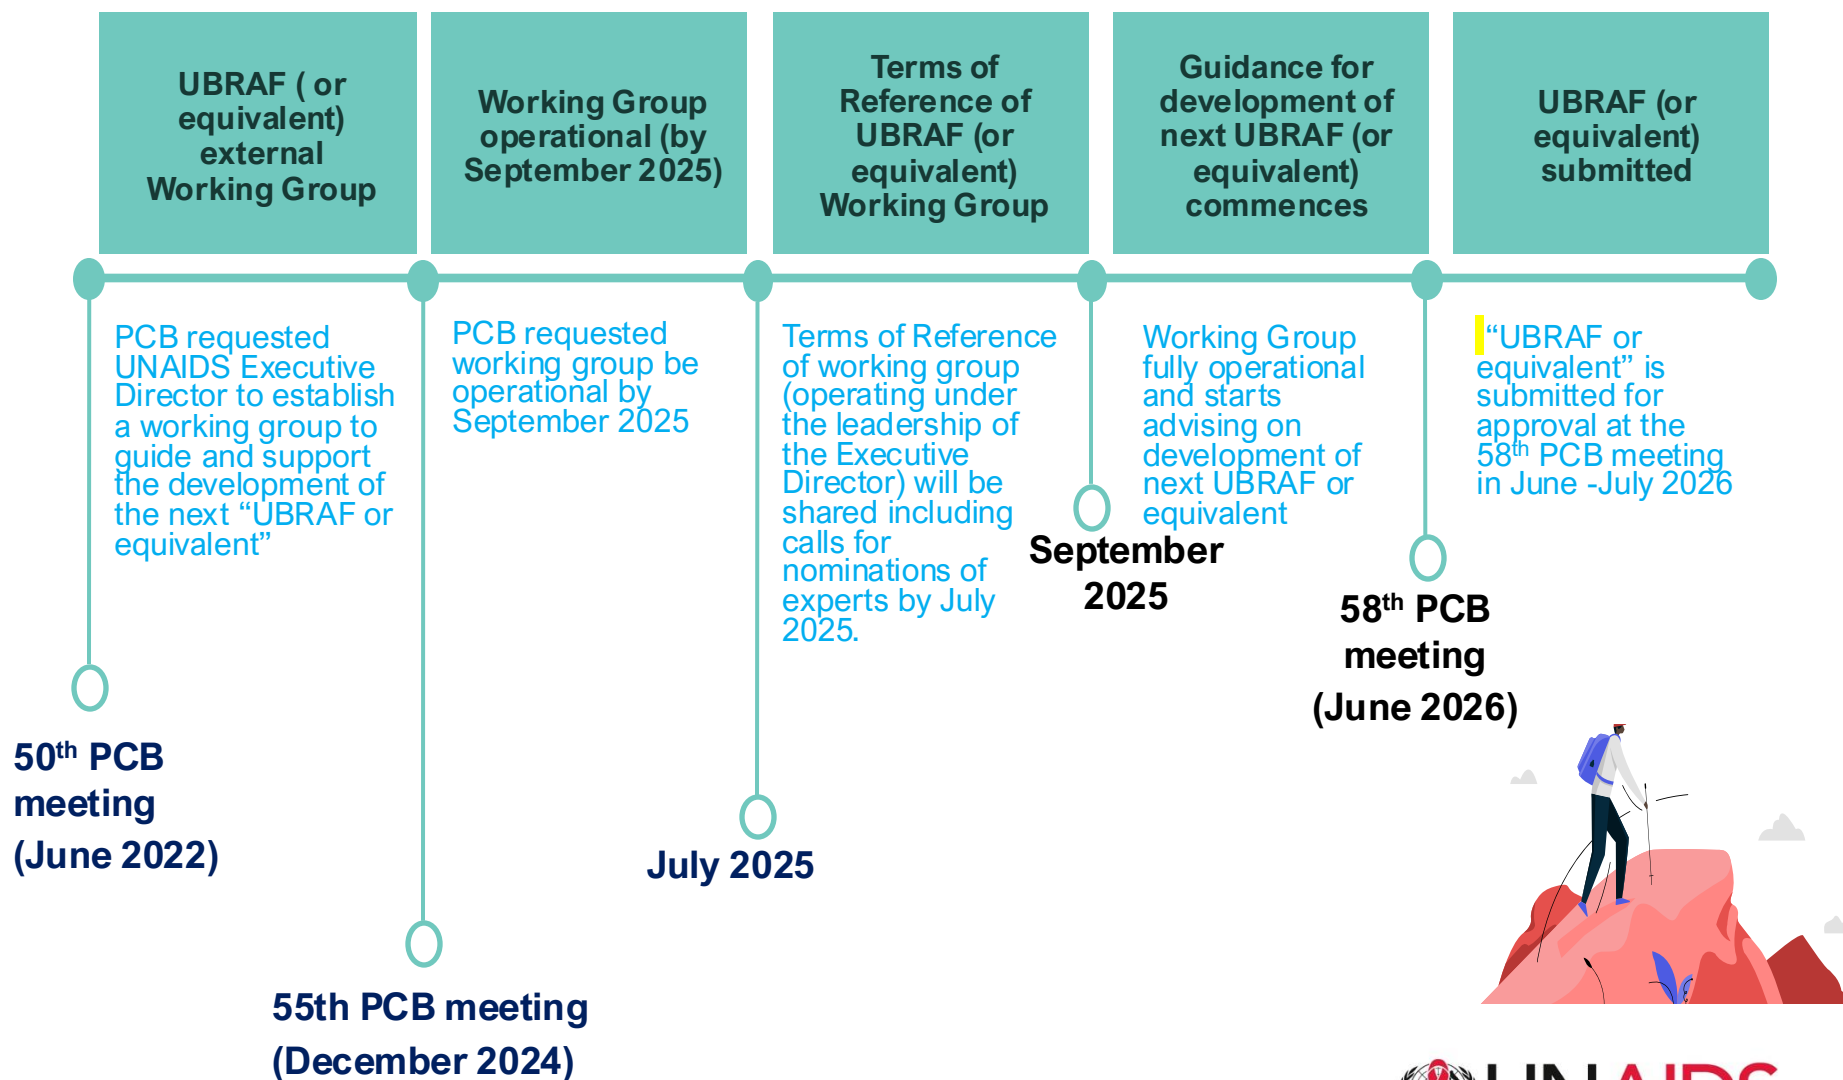 UBRAF ( or
equivalent)
external
Working Group
Working Group
operational (by
September 2025)
Terms of
Reference of
UBRAF (or
equivalent)
Working Group
Guidance for
development of
next UBRAF (or
equivalent)
commences
UBRAF (or
equivalent)
submitted
PCB requested
UNAIDS Executive
Director to establish
a working group to
guide and support
the development of
the next “UBRAF or
equivalent”
PCB requested
working group be
operational by
September 2025
Terms of Reference
of working group
(operating under
the leadership of
the Executive
Director) will be
shared including
calls for
nominations of
experts by July
2025.
Working Group
fully operational
and starts
advising on
development of
next UBRAF or
equivalent
“UBRAF or
equivalent” is
submitted for
approval at the
58th PCB meeting
in June -July 2026
50th PCB
meeting
(June 2022)
55th PCB meeting
(December 2024)
July 2025
September
2025
58th PCB
meeting
(June 2026)
UNAIDS